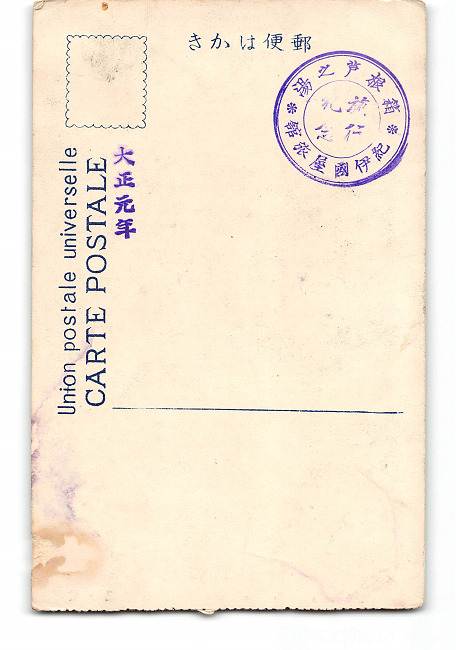 きかは便郵
箱根芦之湯
紀伊國屋旅舘
大正元年
Union postale universelle
CARTE POSTALE